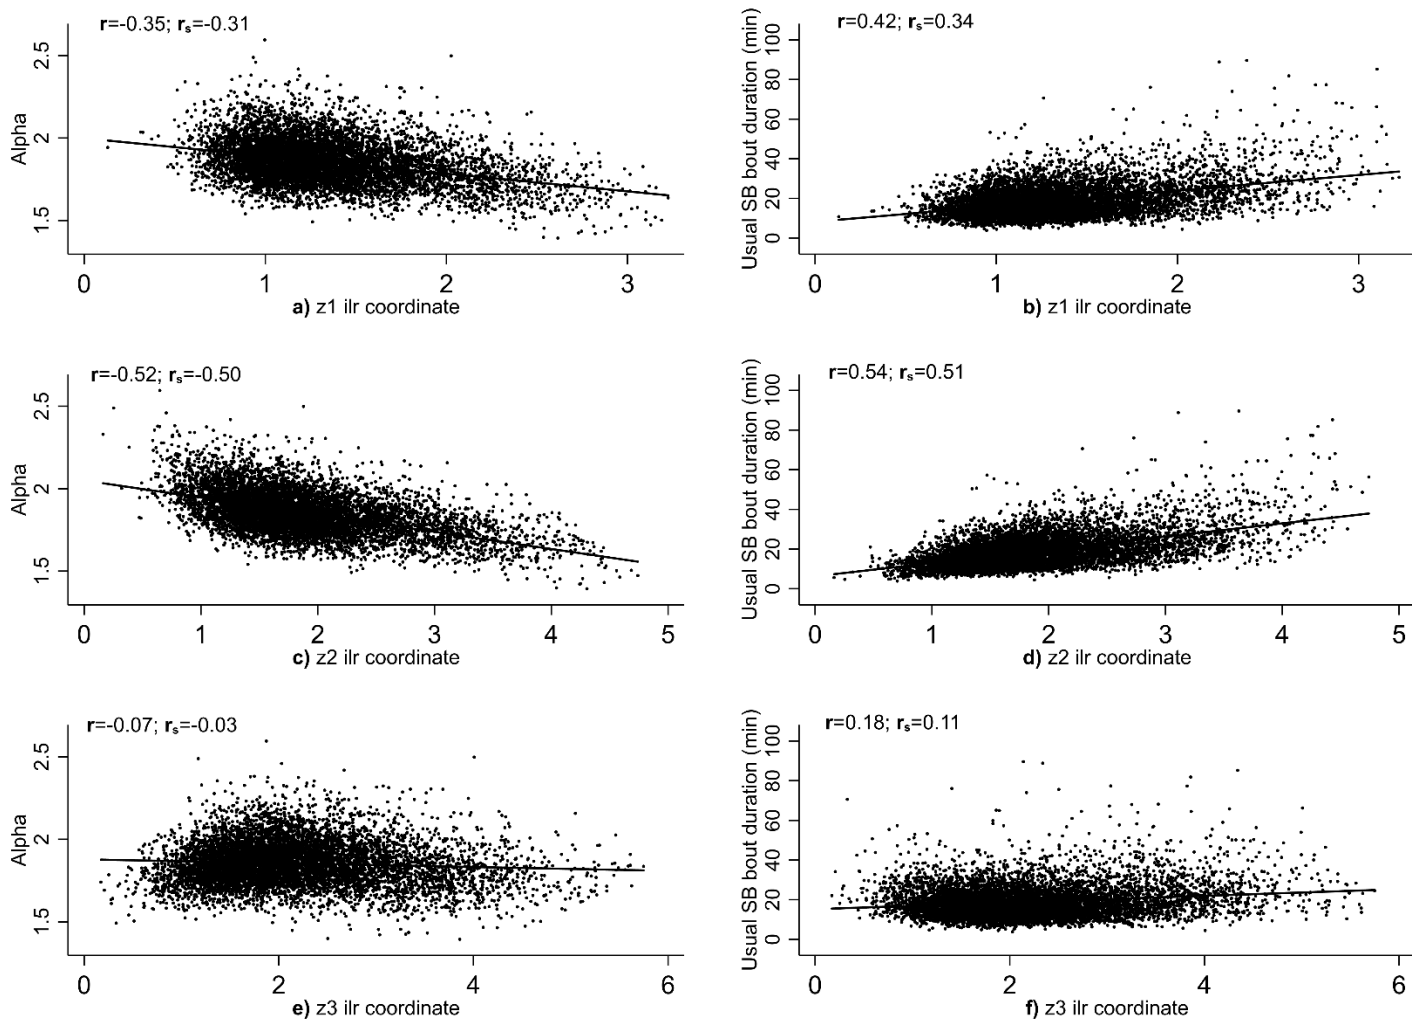 r=-0.35; rs=-0.31
Alpha
2.5
2
1.5
0 1 2 3
a) z1 ilr coordinate
r=0.42; rs=0.34
Usual SB bout duration (min)
100
80
60
40
20
0
0 1 2 3
b) z1 ilr coordinate
r=-0.52; rs=-0.50
Alpha
2.5
2
1.5
0 1 2 3 4 5
c) z2 ilr coordinate
r=0.54; rs=0.51
Usual SB bout duration (min)
100
80
60
40
20
0
0 1 2 3 4 5
d) z2 ilr coordinate
r=-0.07; rs=-0.03
Alpha
2.5
2
1.5
0 2 4 6
e) z3 ilr coordinate
r=0.18; rs=0.11
Usual SB bout duration (min)
100
80
60
40
20
0
0 2 4 6
f) z3 ilr coordinate